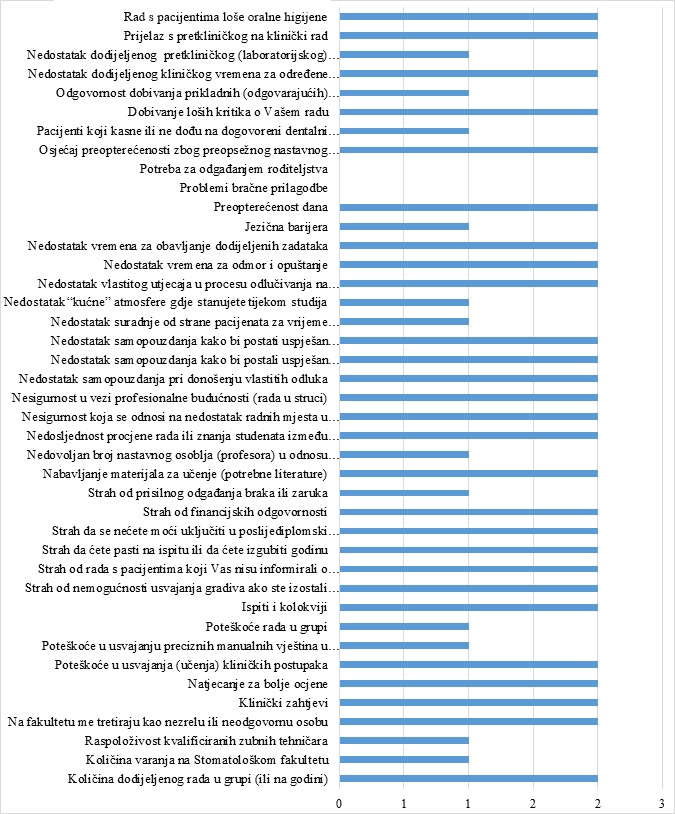 Rad s pacijentima loše oralne higijene
Prijelaz s pretkliničkog na klinički rad
Nedostatak dodijeljenog  pretkliničkog (laboratorijskog)…
Nedostatak dodijeljenog kliničkog vremena za određene…
Odgovornost dobivanja prikladnih (odgovarajućih)…
Dobivanje loših kritika o Vašem radu
Pacijenti koji kasne ili ne dođu na dogovoreni dentalni…
Osjećaj preopterećenosti zbog preopsežnog nastavnog…
Potreba za odgađanjem roditeljstva
Problemi bračne prilagodbe
Preopterećenost dana
Jezična barijera
Nedostatak vremena za obavljanje dodijeljenih zadataka
Nedostatak vremena za odmor i opuštanje
Nedostatak vlastitog utjecaja u procesu odlučivanja na…
Nedostatak “kućne” atmosfere gdje stanujete tijekom studija
Nedostatak suradnje od strane pacijenata za vrijeme…
Nedostatak samopouzdanja kako bi postati uspješan…
Nedostatak samopouzdanja kako bi postali uspješan…
Nedostatak samopouzdanja pri donošenju vlastitih odluka
Nesigurnost u vezi profesionalne budućnosti (rada u struci)
Nesigurnost koja se odnosi na nedostatak radnih mjesta u…
Nedosljednost procjene rada ili znanja studenata između…
Nedovoljan broj nastavnog osoblja (profesora) u odnosu…
Nabavljanje materijala za učenje (potrebne literature)
Strah od prisilnog odgađanja braka ili zaruka
Strah od financijskih odgovornosti
Strah da se nećete moći uključiti u poslijediplomski…
Strah da ćete pasti na ispitu ili da ćete izgubiti godinu
Strah od rada s pacijentima koji Vas nisu informirali o…
Strah od nemogućnosti usvajanja gradiva ako ste izostali…
Ispiti i kolokviji
Poteškoće rada u grupi
Poteškoće u usvajanju preciznih manualnih vještina u…
Poteškoće u usvajanja (učenja) kliničkih postupaka
Natjecanje za bolje ocjene
Klinički zahtjevi
Na fakultetu me tretiraju kao nezrelu ili neodgovornu osobu
Raspoloživost kvalificiranih zubnih tehničara
Količina varanja na Stomatološkom fakultetu
Količina dodijeljenog rada u grupi (ili na godini)
0 1 1 2 2 3